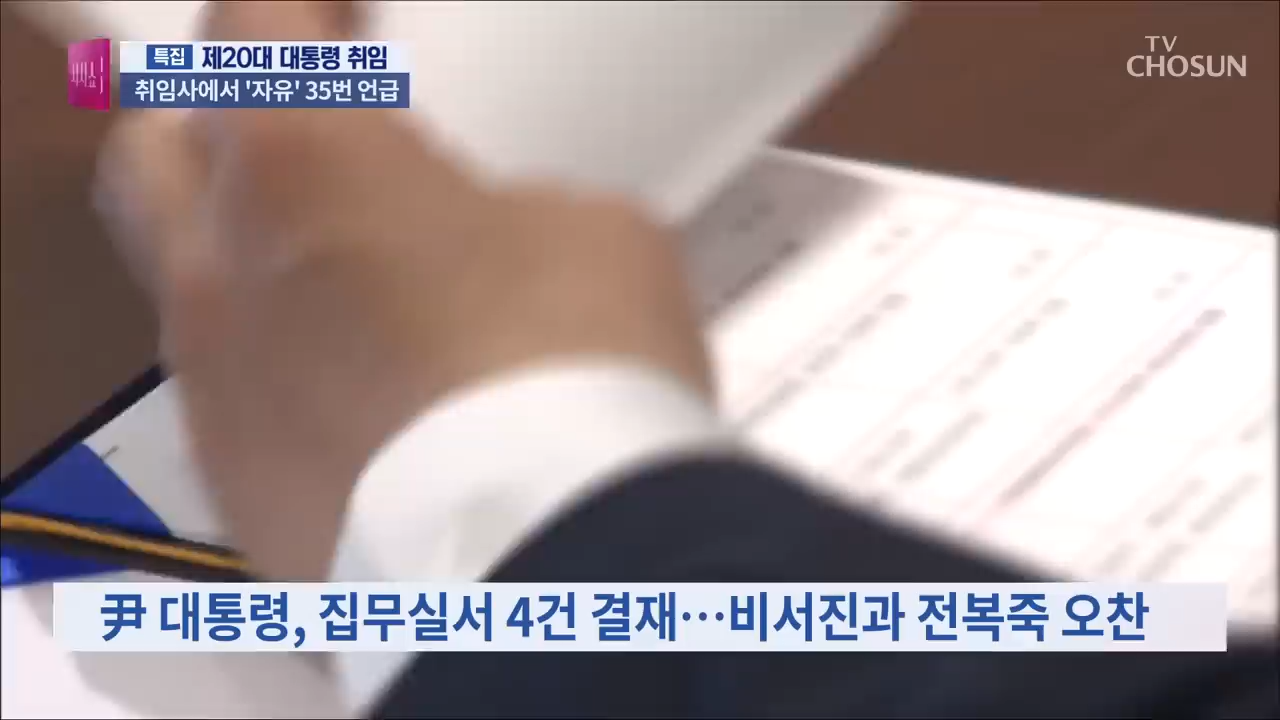 특집 제20대 대통령 취임
취임사에서 '자유' 35번 언급
TV
CHOSUN
尹 대통령, 집무실서 4건 결재…비서진과 전복죽 오찬